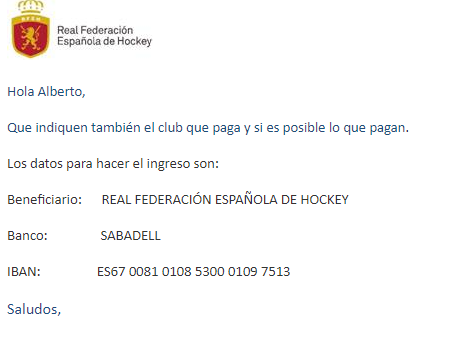 RFEH
Real Federación
Española de Hockey
Hola Alberto,
Que indiquen también el club que paga y si es posible lo que pagan.
Los datos para hacer el ingreso son:
Beneficiario: REAL FEDERACIÓN ESPAÑOLA DE HOCKEY
Banco: SABADELL
IBAN: ES67 0081 0108 5300 0109 7513
Saludos,